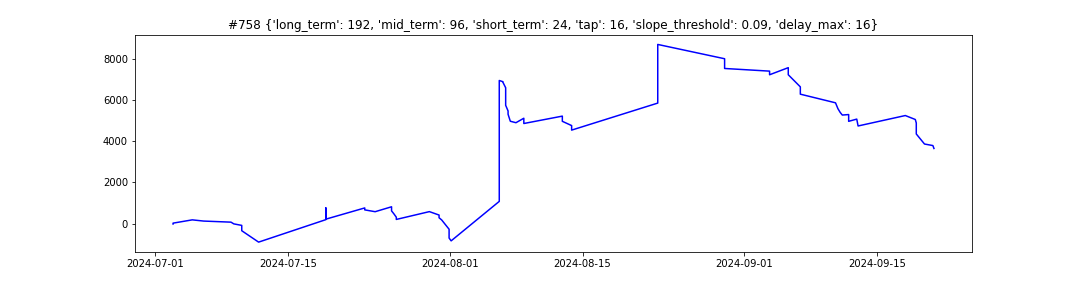 #758 {'long_term': 192, 'mid_term': 96, 'short_term': 24, 'tap': 16, 'slope_threshold': 0.09, 'delay_max': 16}
8000
6000
4000
2000
0
2024-07-01 2024-07-15 2024-08-01 2024-08-15 2024-09-01 2024-09-15